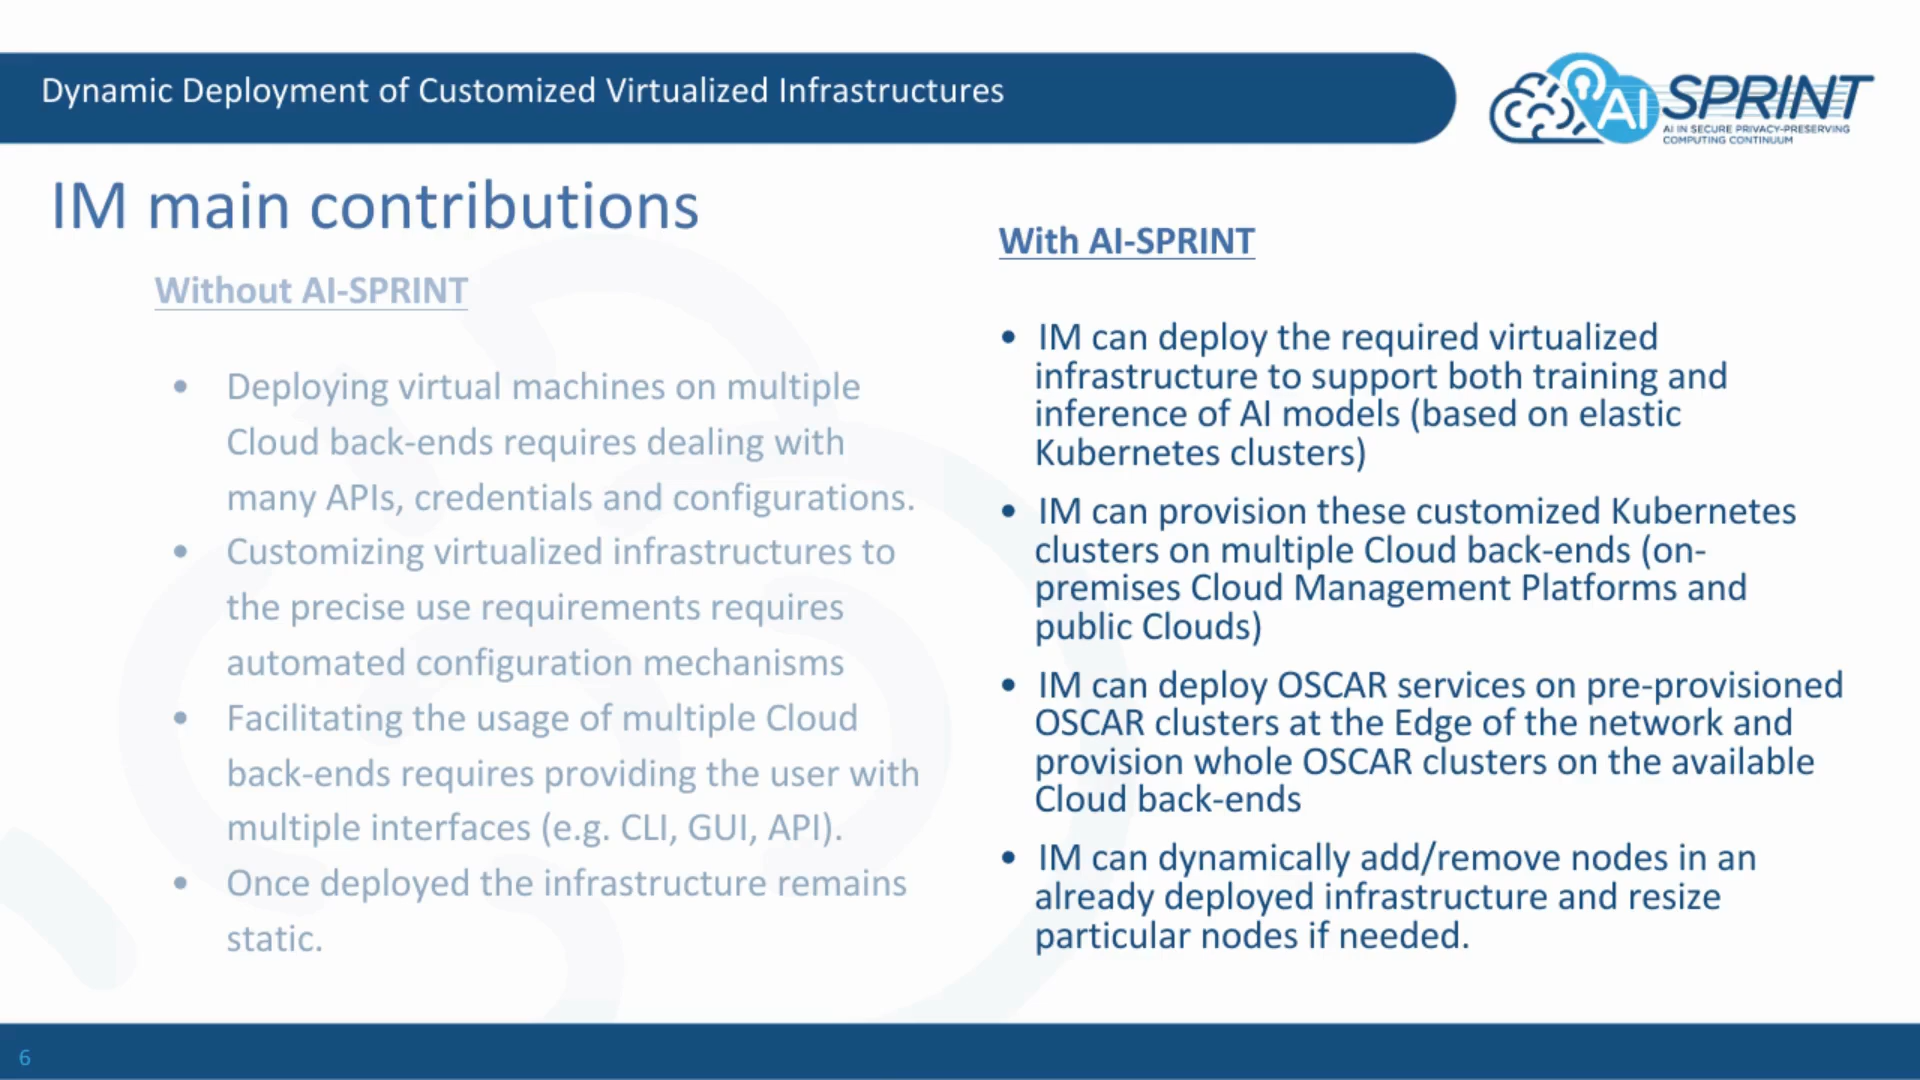 Dynamic Deployment of Customized Virtualized Infrastructures
AI SPRINT
AI IN SECURE PRIVACY-PRESERVING
COMPUTING CONTINUUM
IM main contributions
Without AI-SPRINT
• Deploying virtual machines on multiple
Cloud back-ends requires dealing with
many APIs, credentials and configurations.
• Customizing virtualized infrastructures to
the precise use requirements requires
automated configuration mechanisms
• Facilitating the usage of multiple Cloud
back-ends requires providing the user with
multiple interfaces (e.g. CLI, GUI, API).
• Once deployed the infrastructure remains
static.
With AI-SPRINT
• IM can deploy the required virtualized
infrastructure to support both training and
inference of AI models (based on elastic
Kubernetes clusters)
• IM can provision these customized Kubernetes
clusters on multiple Cloud back-ends (on-
premises Cloud Management Platforms and
public Clouds)
• IM can deploy OSCAR services on pre-provisioned
OSCAR clusters at the Edge of the network and
provision whole OSCAR clusters on the available
Cloud back-ends
• IM can dynamically add/remove nodes in an
already deployed infrastructure and resize
particular nodes if needed.
6